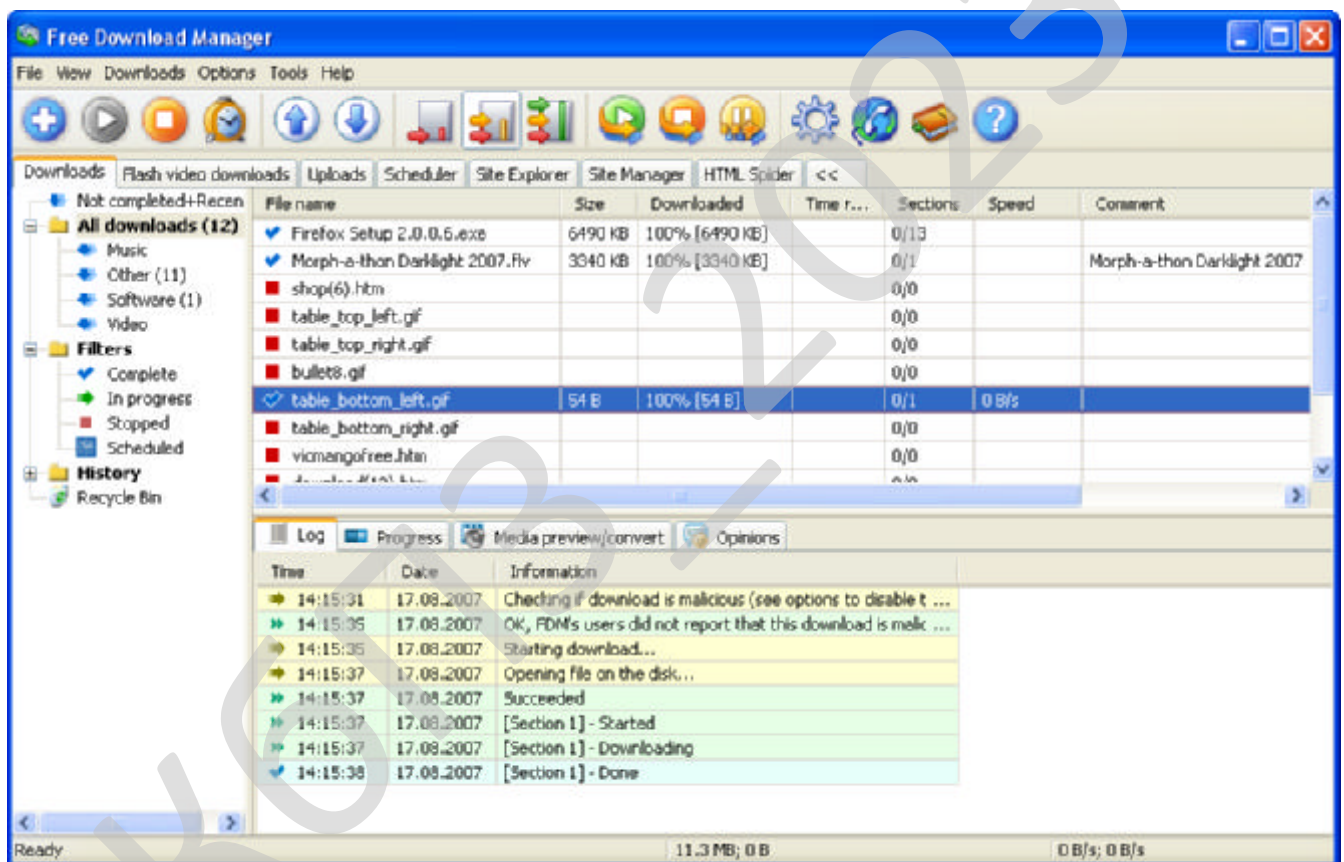 Free Download Manager
File View Downloads Options Tools Help
Downloads Flash video downloads Uploads Scheduler Site Explorer Site Manager HTML Spider <<
Not completed+Recen
All downloads (12)
Music
Other (11)
Software (1)
Video
Filters
Complete
In progress
Stopped
Scheduled
History
Recycle Bin
File name Size Downloaded Time r... Sections Speed Comment
Firefox Setup 2.0.0.6.exe 6490 KB 100% [6490 KB] 0/13
Morph-a-thon Darklight 2007.flv 3340 KB 100% [3340 KB] 0/1 Morph-a-thon Darklight 2007
shop(6).htm 0/0
table_top_left.gif 0/0
table_top_right.gif 0/0
bullet8.gif 0/0
table_bottom_left.gif 54 B 100% [54 B] 0/1 0 B/s
table_bottom_right.gif 0/0
vicmangofree.htm 0/0
Log Progress Media preview/convert Opinions
Time Date Information
14:15:31 17.08.2007 Checking if download is malicious (see options to disable t ...
14:15:35 17.08.2007 OK, FDM's users did not report that this download is malic ...
14:15:35 17.08.2007 Starting download...
14:15:37 17.08.2007 Opening file on the disk...
14:15:37 17.08.2007 Succeeded
14:15:37 17.08.2007 [Section 1] - Started
14:15:37 17.08.2007 [Section 1] - Downloading
14:15:38 17.08.2007 [Section 1] - Done
Ready 11.3 MB; 0 B 0 B/s; 0 B/s